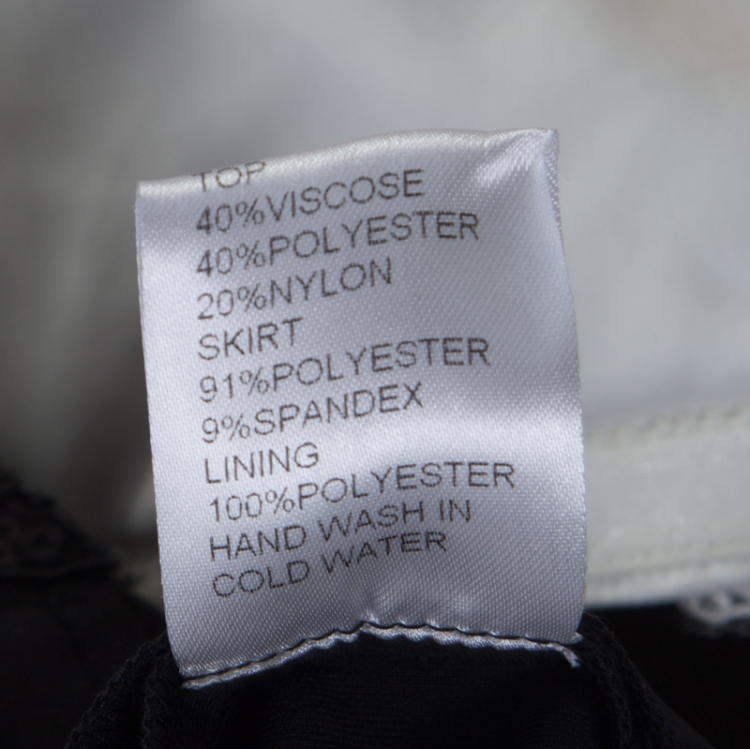 TOP
40%VISCOSE
40%POLYESTER
20%NYLON
SKIRT
91%POLYESTER
9%SPANDEX
LINING
100%POLYESTER
HAND WASH IN
COLD WATER